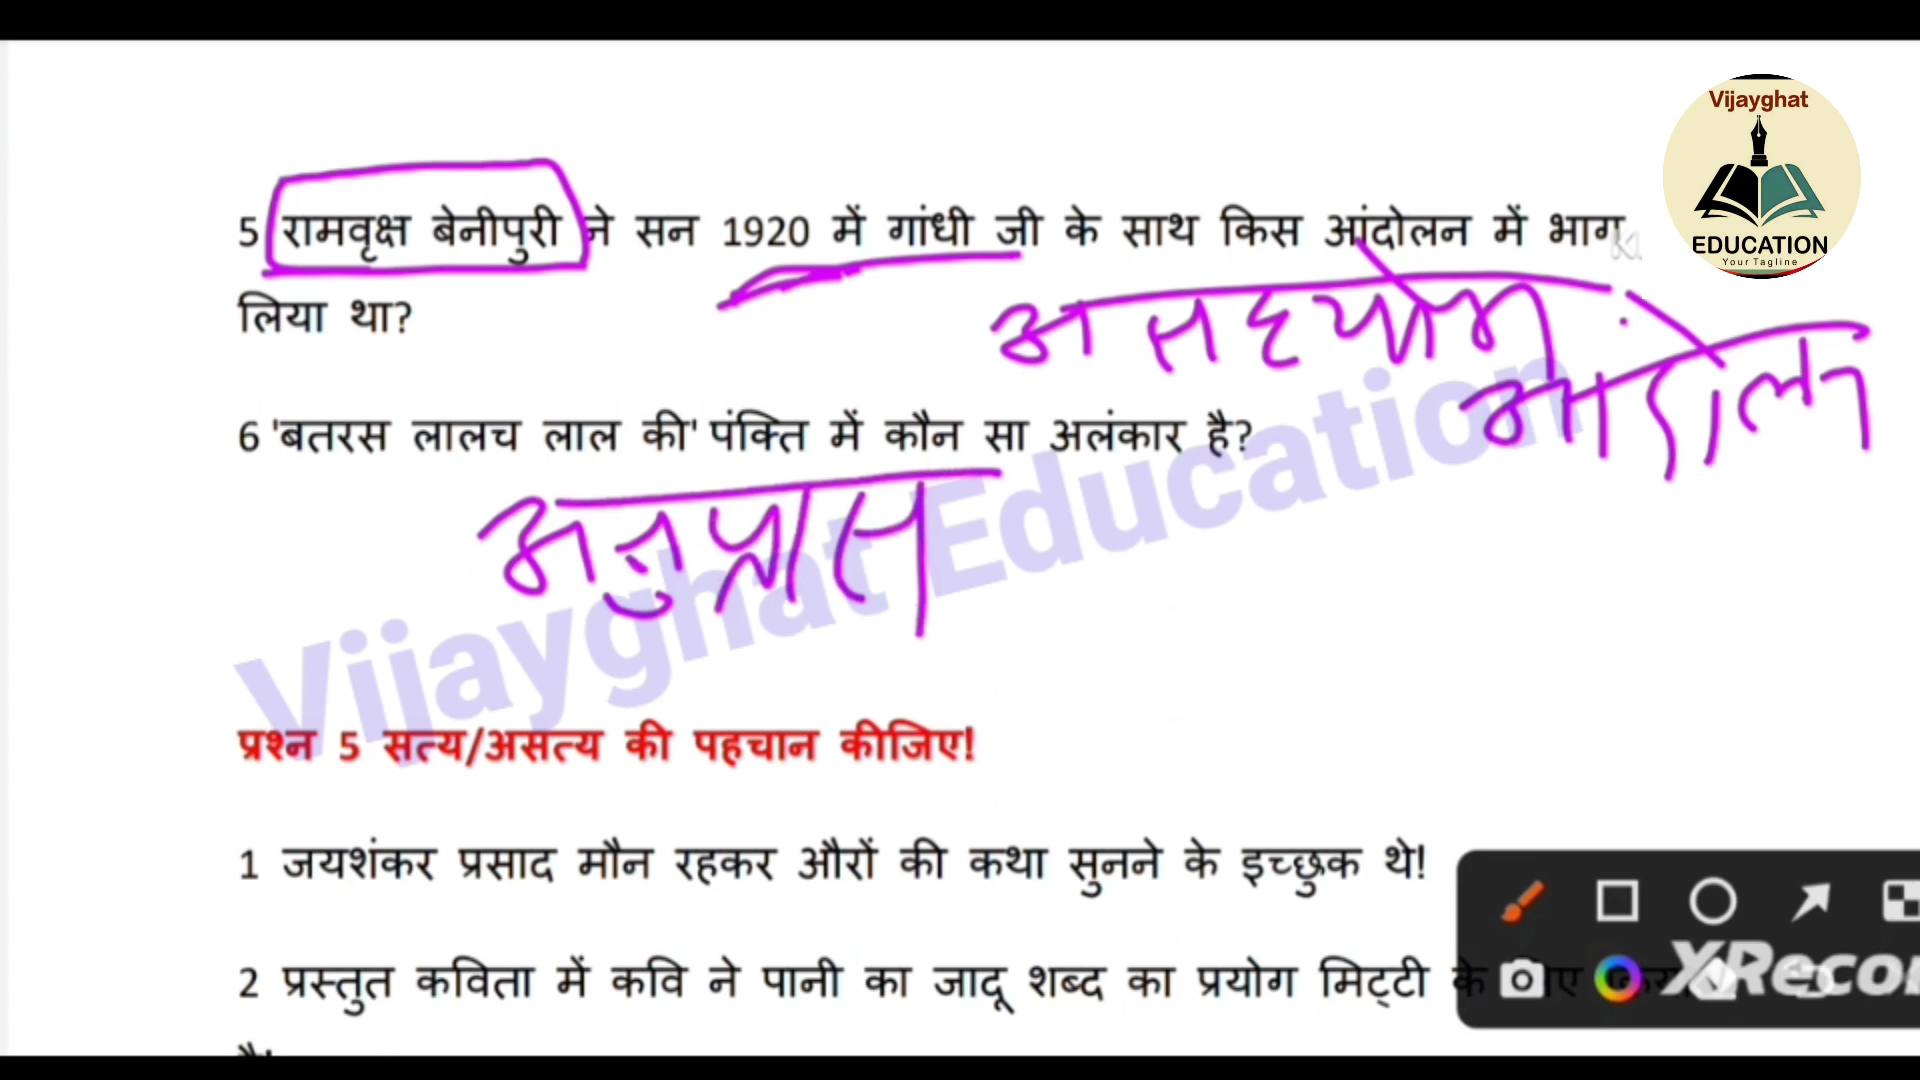 Vijayghat
EDUCATION
Your Tagline
5 रामवृक्ष बेनीपुरी ने सन 1920 में गांधी जी के साथ किस आंदोलन में भाग
लिया था?
असहयोग
आंदोलन
6 'बतरस लालच लाल की' पंक्ति में कौन सा अलंकार है?
अनुप्रास
Vijayghat Education
प्रश्न 5 सत्य/असत्य की पहचान कीजिए!
1 जयशंकर प्रसाद मौन रहकर औरों की कथा सुनने के इच्छुक थे!
2 प्रस्तुत कविता में कवि ने पानी का जादू शब्द का प्रयोग मिट्टी के
XRecor